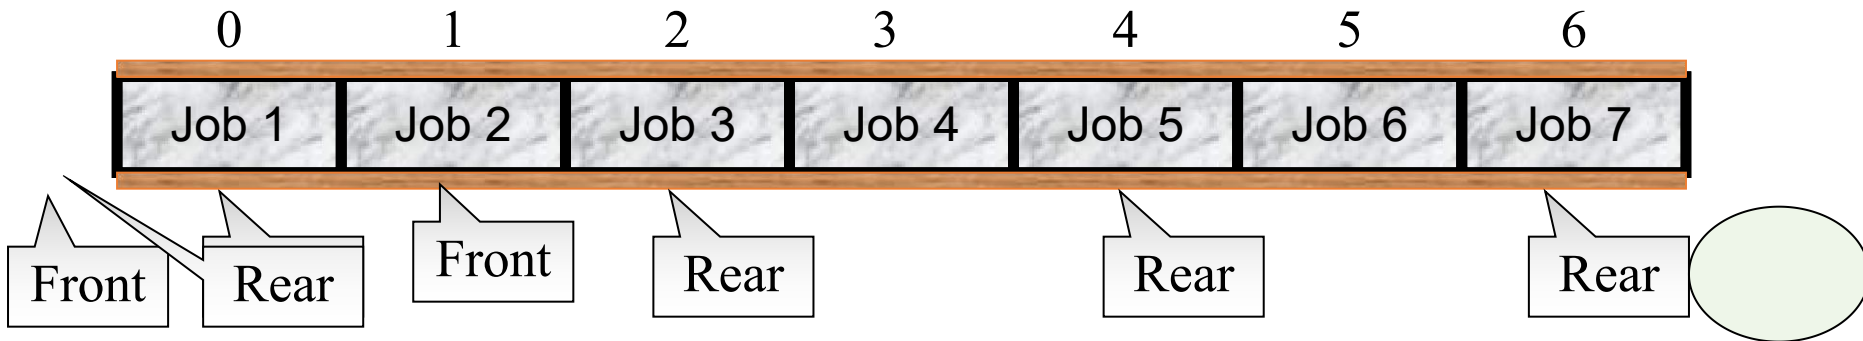 0 1 2 3 4 5 6
Job 1 Job 2 Job 3 Job 4 Job 5 Job 6 Job 7
Front Rear Front Rear Rear Rear